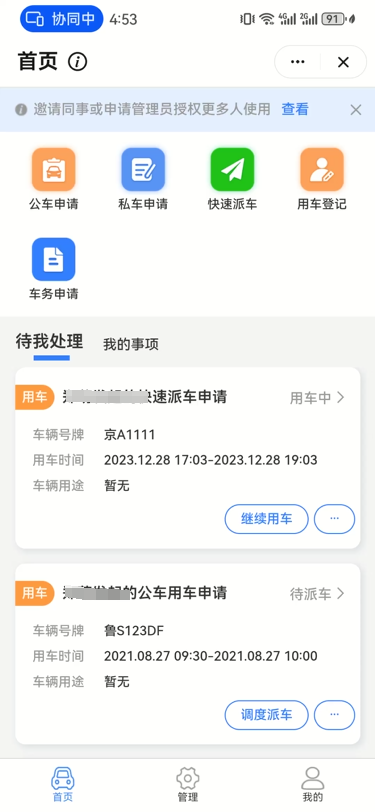 协同中 4:53 4G 2G 91
首页
邀请同事或申请管理员授权更多人使用 查看
公车申请 私车申请 快速派车 用车登记
车务申请
待我处理 我的事项
用车 快速派车申请 用车中
车辆号牌 京A1111
用车时间 2023.12.28 17:03-2023.12.28 19:03
车辆用途 暂无
继续用车 ...
用车 的公车用车申请 待派车
车辆号牌 鲁S123DF
用车时间 2021.08.27 09:30-2021.08.27 10:00
车辆用途 暂无
调度派车 ...
首页 管理 我的